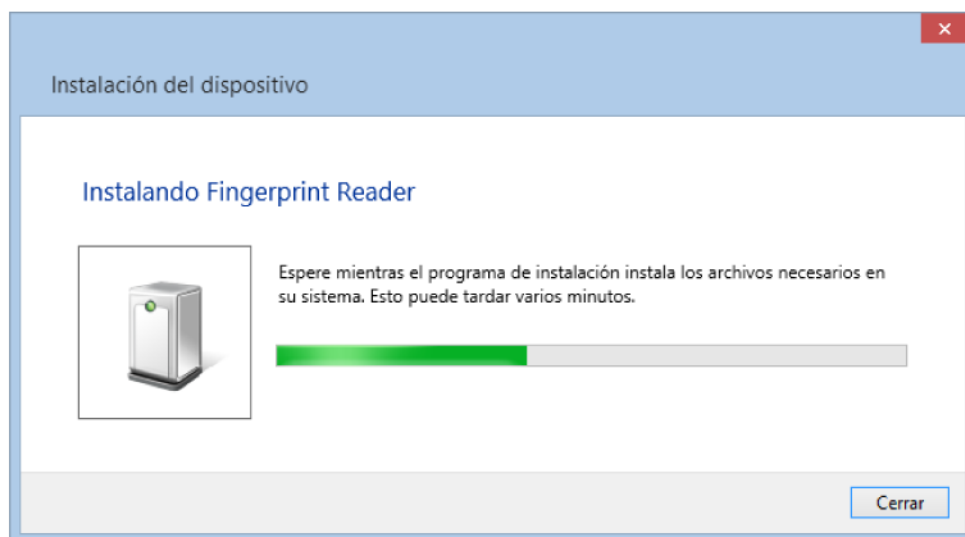 Instalación del dispositivo
Instalando Fingerprint Reader
Espere mientras el programa de instalación instala los archivos necesarios en
su sistema. Esto puede tardar varios minutos.
Cerrar